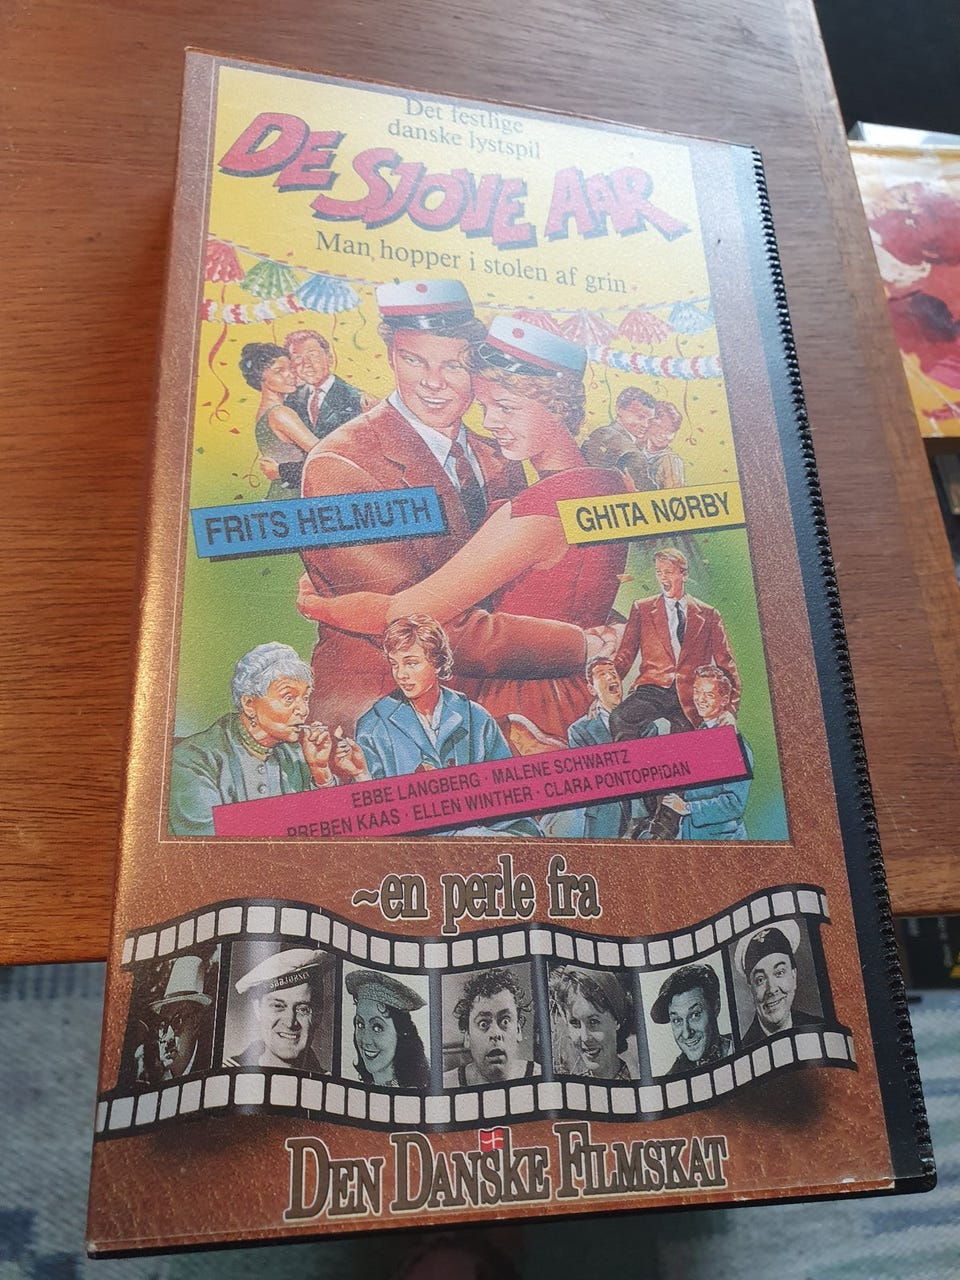 Det festlige
danske lystspil
DE SJOVE AAR
Man hopper i stolen af grin
FRITS HELMUTH
GHITA NØRBY
EBBE LANGBERG · MALENE SCHWARTZ
PREBEN KAAS · ELLEN WINTHER · CLARA PONTOPPIDAN
~en perle fra
DEN DANSKE FILMSKAT